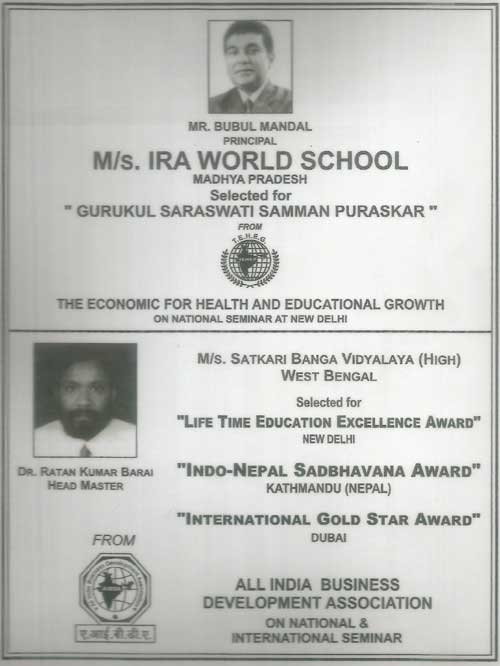 MR. BUBUL MANDAL
PRINCIPAL
M/s. IRA WORLD SCHOOL
MADHYA PRADESH
Selected for
" GURUKUL SARASWATI SAMMAN PURASKAR "
FROM
T.E.H.E.G
THE ECONOMIC FOR HEALTH AND EDUCATIONAL GROWTH
ON NATIONAL SEMINAR AT NEW DELHI
M/s. SATKARI BANGA VIDYALAYA (HIGH)
WEST BENGAL
Selected for
"LIFE TIME EDUCATION EXCELLENCE AWARD"
NEW DELHI
DR. RATAN KUMAR BARAI
HEAD MASTER
"INDO-NEPAL SADBHAVANA AWARD"
KATHMANDU (NEPAL)
"INTERNATIONAL GOLD STAR AWARD"
DUBAI
FROM
ए.आई.बी.डी.ए.
ALL INDIA BUSINESS
DEVELOPMENT ASSOCIATION
ON NATIONAL &
INTERNATIONAL SEMINAR